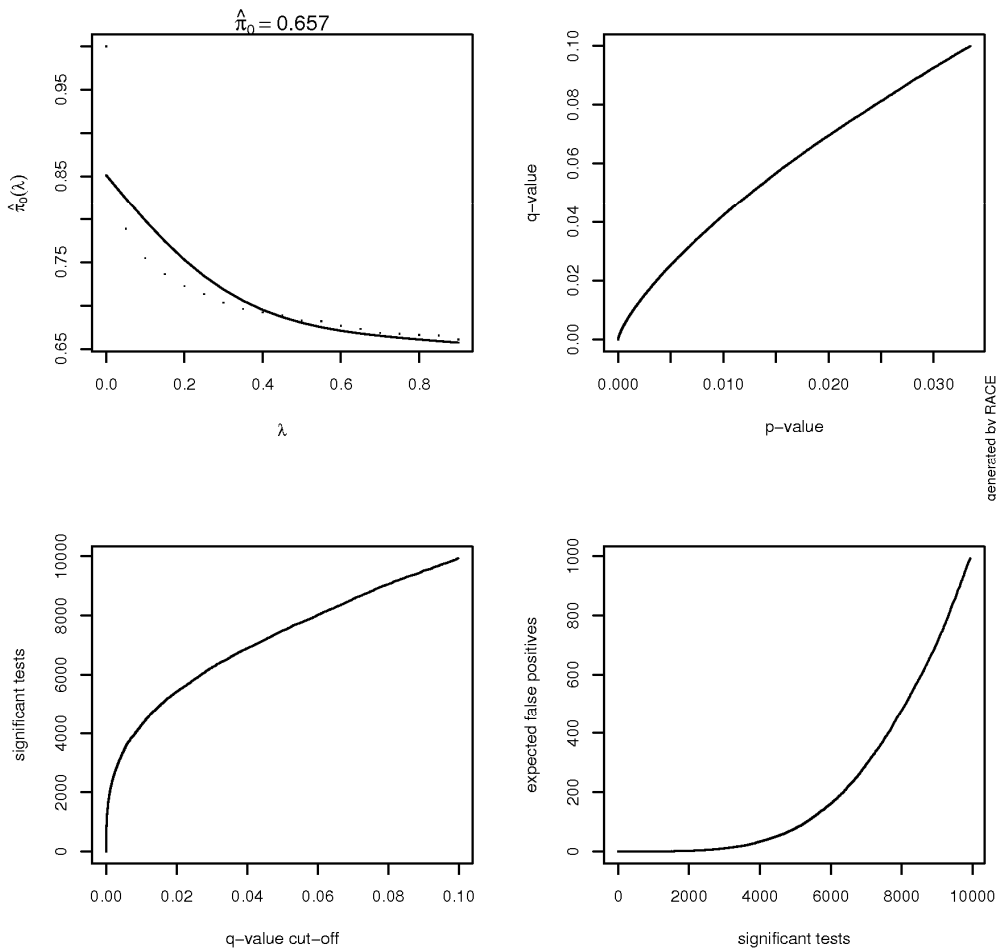 π̂₀ = 0.657
π̂₀(λ)
0.95
0.85
0.75
0.65
0.0 0.2 0.4 0.6 0.8
λ
q−value
0.10
0.08
0.06
0.04
0.02
0.00
0.000 0.010 0.020 0.030
p−value
generated by RACE
significant tests
10000
8000
6000
4000
2000
0
0.00 0.02 0.04 0.06 0.08 0.10
q−value cut−off
expected false positives
1000
800
600
400
200
0
0 2000 4000 6000 8000 10000
significant tests